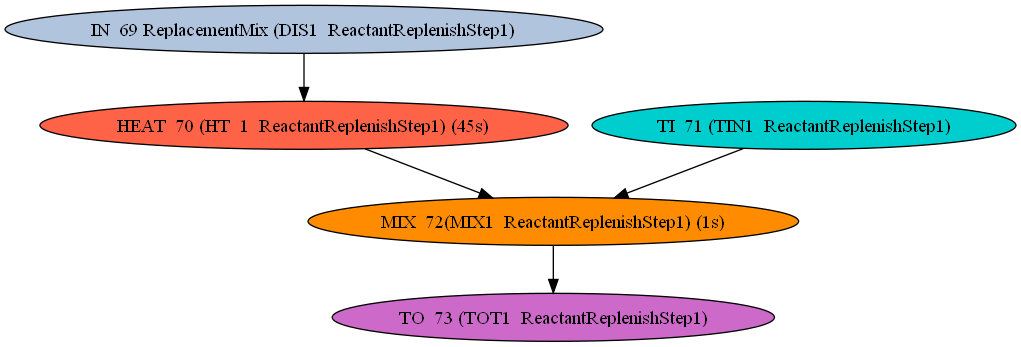 IN 69 ReplacementMix (DIS1 ReactantReplenishStep1)
HEAT 70 (HT 1 ReactantReplenishStep1) (45s)
TI 71 (TIN1 ReactantReplenishStep1)
MIX 72(MIX1 ReactantReplenishStep1) (1s)
TO 73 (TOT1 ReactantReplenishStep1)